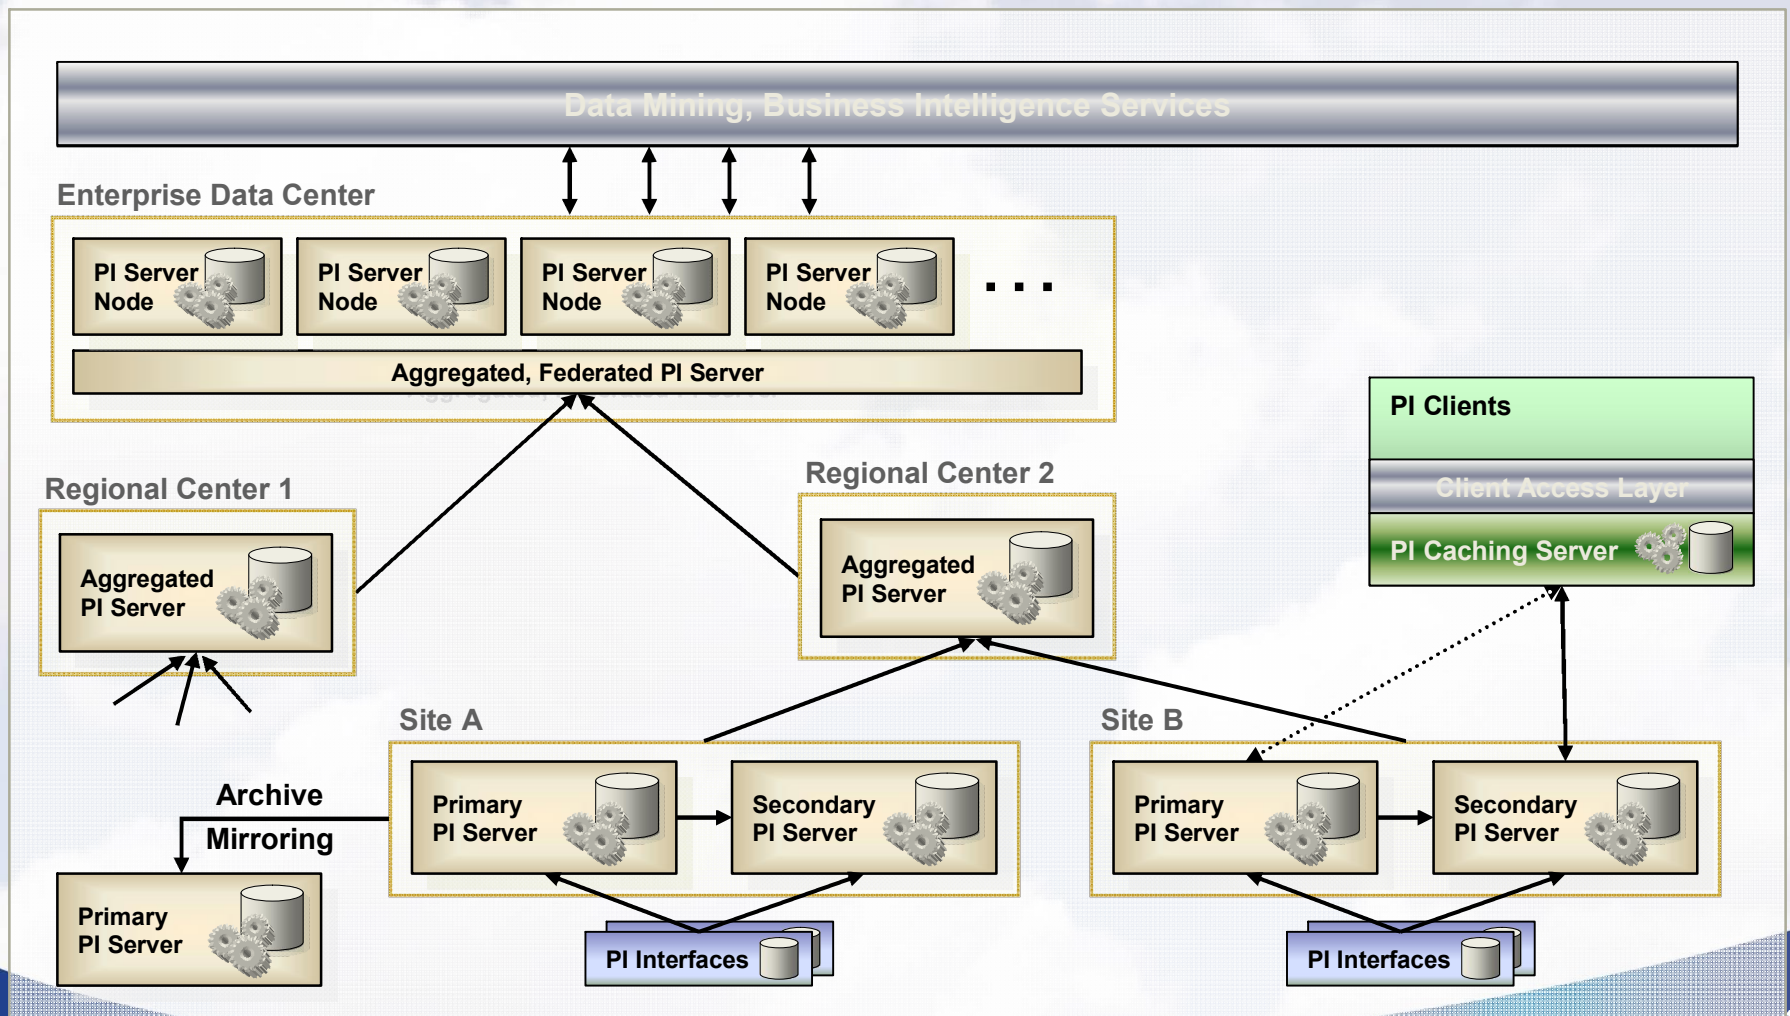 Data Mining, Business Intelligence Services
Enterprise Data Center
PI Server
Node
PI Server
Node
PI Server
Node
PI Server
Node
. . .
Aggregated, Federated PI Server
PI Clients
Client Access Layer
PI Caching Server
Regional Center 1
Aggregated
PI Server
Regional Center 2
Aggregated
PI Server
Site A
Primary
PI Server
Secondary
PI Server
Site B
Primary
PI Server
Secondary
PI Server
Archive
Mirroring
Primary
PI Server
PI Interfaces
PI Interfaces